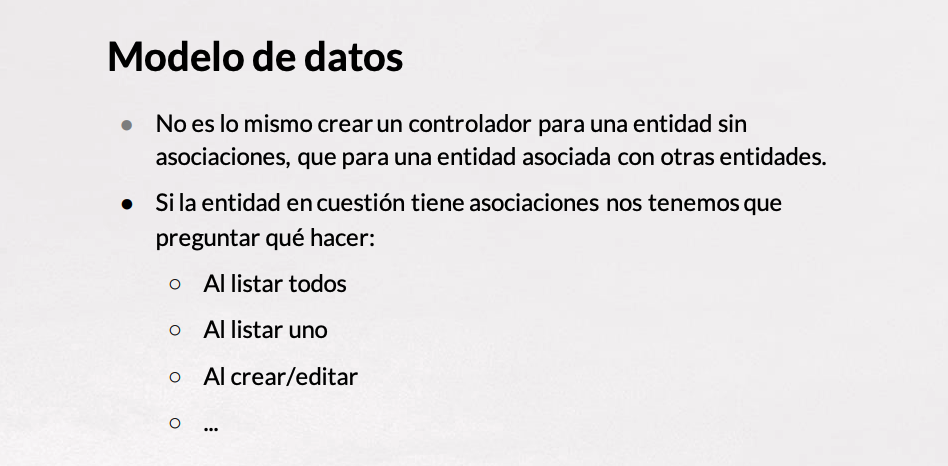 Modelo de datos
● No es lo mismo crear un controlador para una entidad sin
asociaciones, que para una entidad asociada con otras entidades.
● Si la entidad en cuestión tiene asociaciones nos tenemos que
preguntar qué hacer:
○ Al listar todos
○ Al listar uno
○ Al crear/editar
○ ...